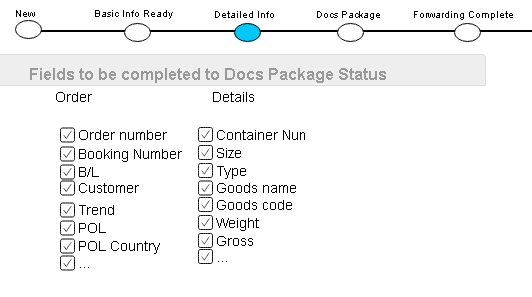 New
Basic Info Ready
Detailed Info
Docs Package
Forwarding Complete
Fields to be completed to Docs Package Status
Order
Details
Order number
Booking Number
B/L
Customer
Trend
POL
POL Country
...
Container Nun
Size
Type
Goods name
Goods code
Weight
Gross
...